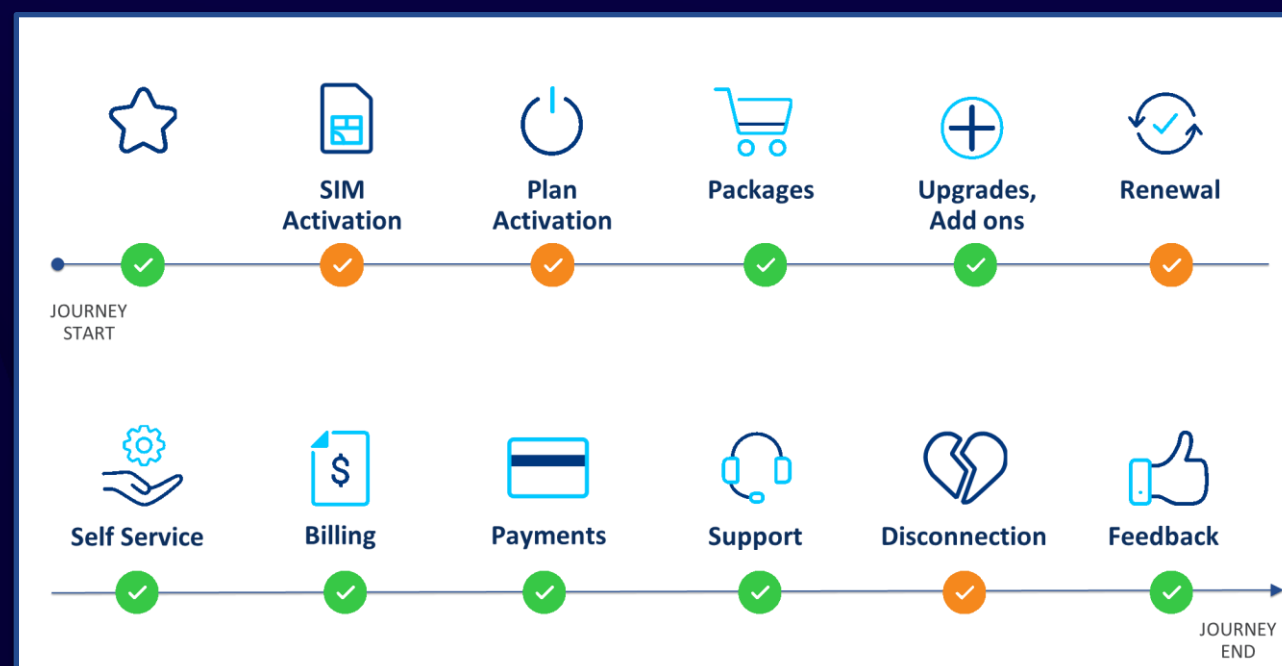 SIM
Activation
Plan
Activation
Packages
Upgrades,
Add ons
Renewal
JOURNEY
START
$
Self Service
Billing
Payments
Support
Disconnection
Feedback
JOURNEY
END